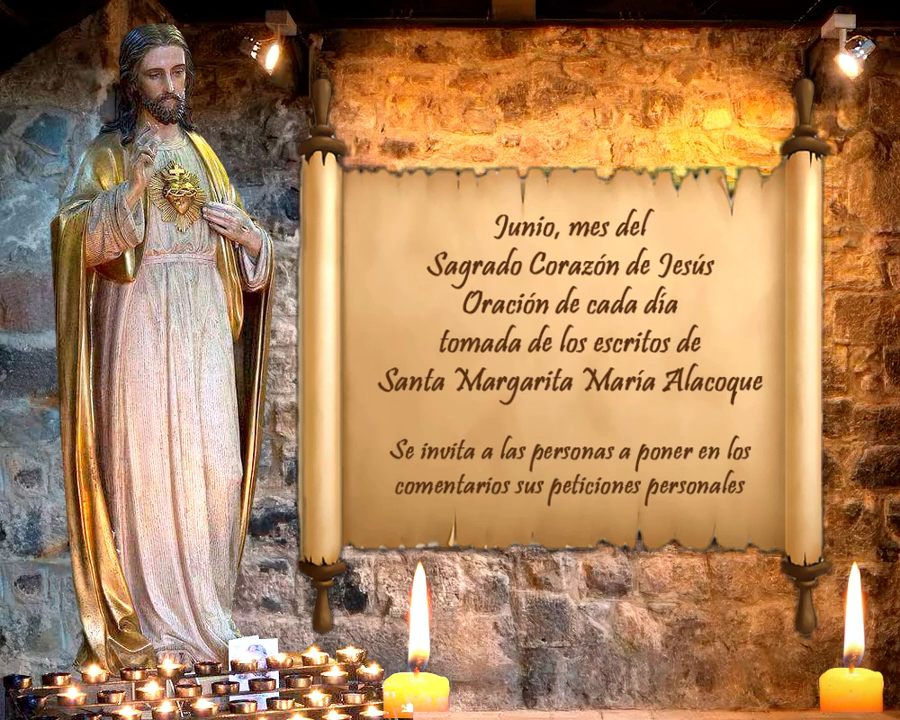 Junio, mes del
Sagrado Corazón de Jesús
Oración de cada día
tomada de los escritos de
Santa Margarita María Alacoque
Se invita a las personas a poner en los
comentarios sus peticiones personales